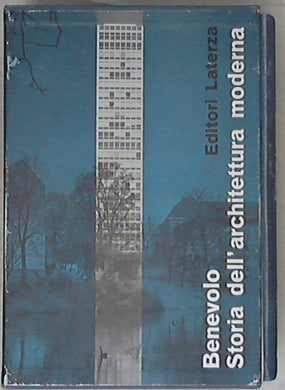 Benevolo
Storia dell'architettura moderna
Editori Laterza